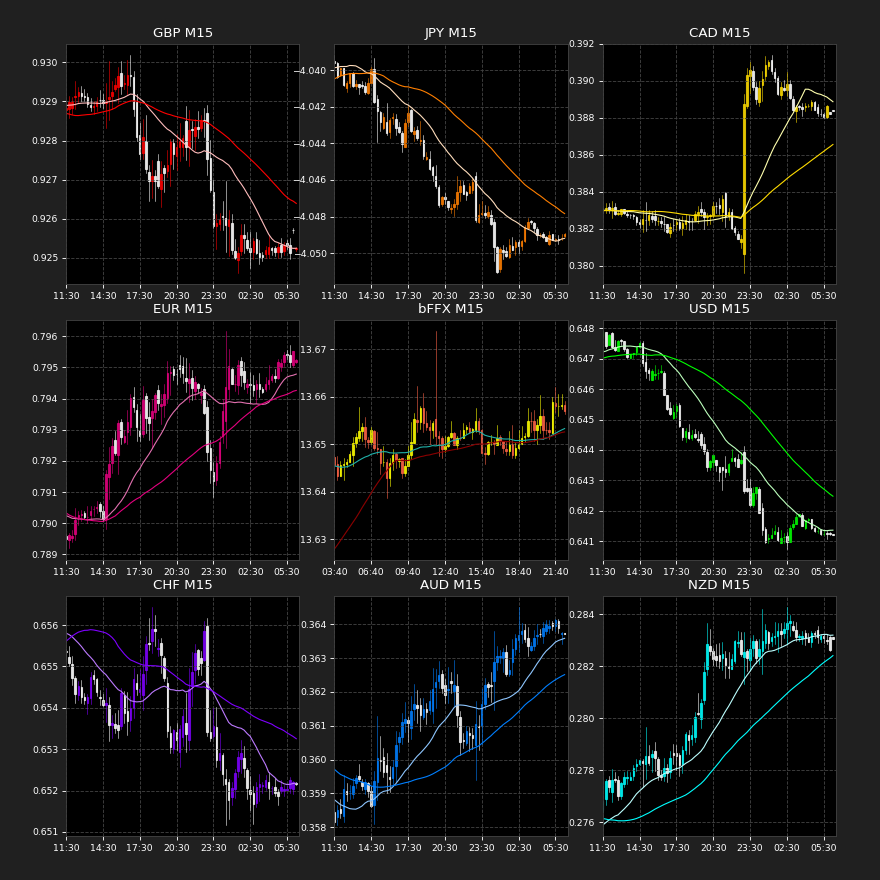 GBP M15 JPY M15 CAD M15
0.930 0.929 0.928 0.927 0.926 0.925
−4.040 −4.042 −4.044 −4.046 −4.048 −4.050
0.392 0.390 0.388 0.386 0.384 0.382 0.380
11:30 14:30 17:30 20:30 23:30 02:30 05:30 11:30 14:30 17:30 20:30 23:30 02:30 05:30 11:30 14:30 17:30 20:30 23:30 02:30 05:30
EUR M15 bFFX M15 USD M15
0.796 0.795 0.794 0.793 0.792 0.791 0.790 0.789
13.67 13.66 13.65 13.64 13.63
0.648 0.647 0.646 0.645 0.644 0.643 0.642 0.641
11:30 14:30 17:30 20:30 23:30 02:30 05:30 03:40 06:40 09:40 12:40 15:40 18:40 21:40 11:30 14:30 17:30 20:30 23:30 02:30 05:30
CHF M15 AUD M15 NZD M15
0.656 0.655 0.654 0.653 0.652 0.651
0.364 0.363 0.362 0.361 0.360 0.359 0.358
0.284 0.282 0.280 0.278 0.276
11:30 14:30 17:30 20:30 23:30 02:30 05:30 11:30 14:30 17:30 20:30 23:30 02:30 05:30 11:30 14:30 17:30 20:30 23:30 02:30 05:30